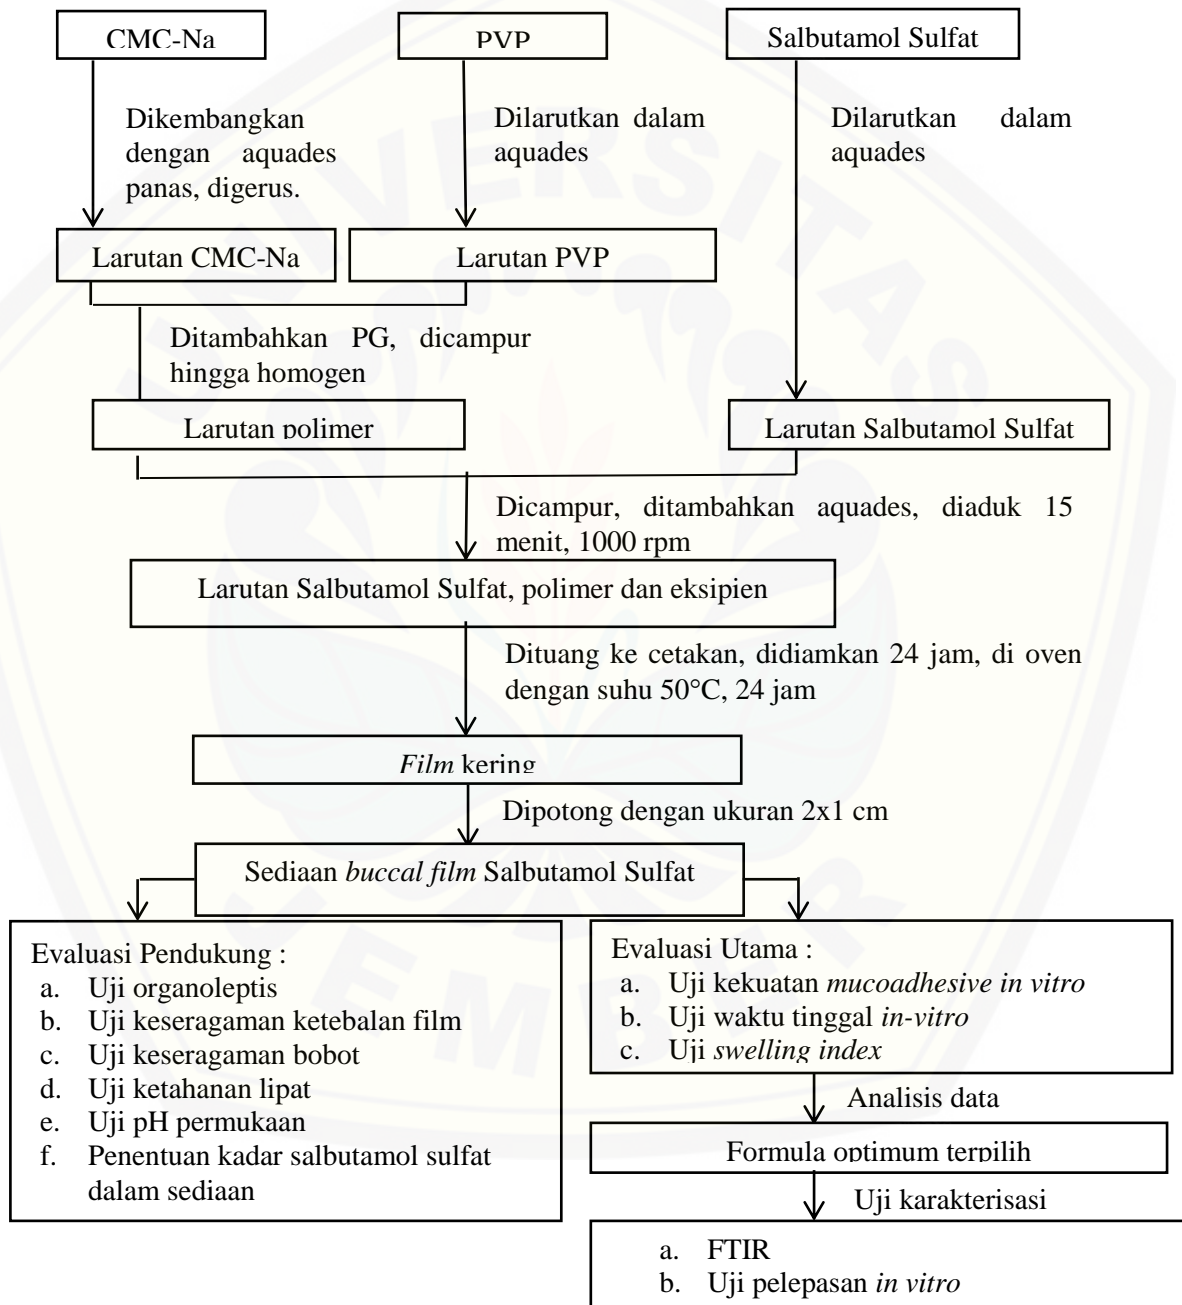 CMC-Na
PVP
Salbutamol Sulfat
Dikembangkan
dengan aquades
panas, digerus.
Dilarutkan dalam
aquades
Dilarutkan dalam
aquades
Larutan CMC-Na
Larutan PVP
Ditambahkan PG, dicampur
hingga homogen
Larutan polimer
Larutan Salbutamol Sulfat
Dicampur, ditambahkan aquades, diaduk 15
menit, 1000 rpm
Larutan Salbutamol Sulfat, polimer dan eksipien
Dituang ke cetakan, didiamkan 24 jam, di oven
dengan suhu 50°C, 24 jam
Film kering
Dipotong dengan ukuran 2x1 cm
Sediaan buccal film Salbutamol Sulfat
Evaluasi Pendukung :
a. Uji organoleptis
b. Uji keseragaman ketebalan film
c. Uji keseragaman bobot
d. Uji ketahanan lipat
e. Uji pH permukaan
f. Penentuan kadar salbutamol sulfat
dalam sediaan
Evaluasi Utama :
a. Uji kekuatan mucoadhesive in vitro
b. Uji waktu tinggal in-vitro
c. Uji swelling index
Analisis data
Formula optimum terpilih
Uji karakterisasi
a. FTIR
b. Uji pelepasan in vitro
UNIVERSITAS
JEMBER